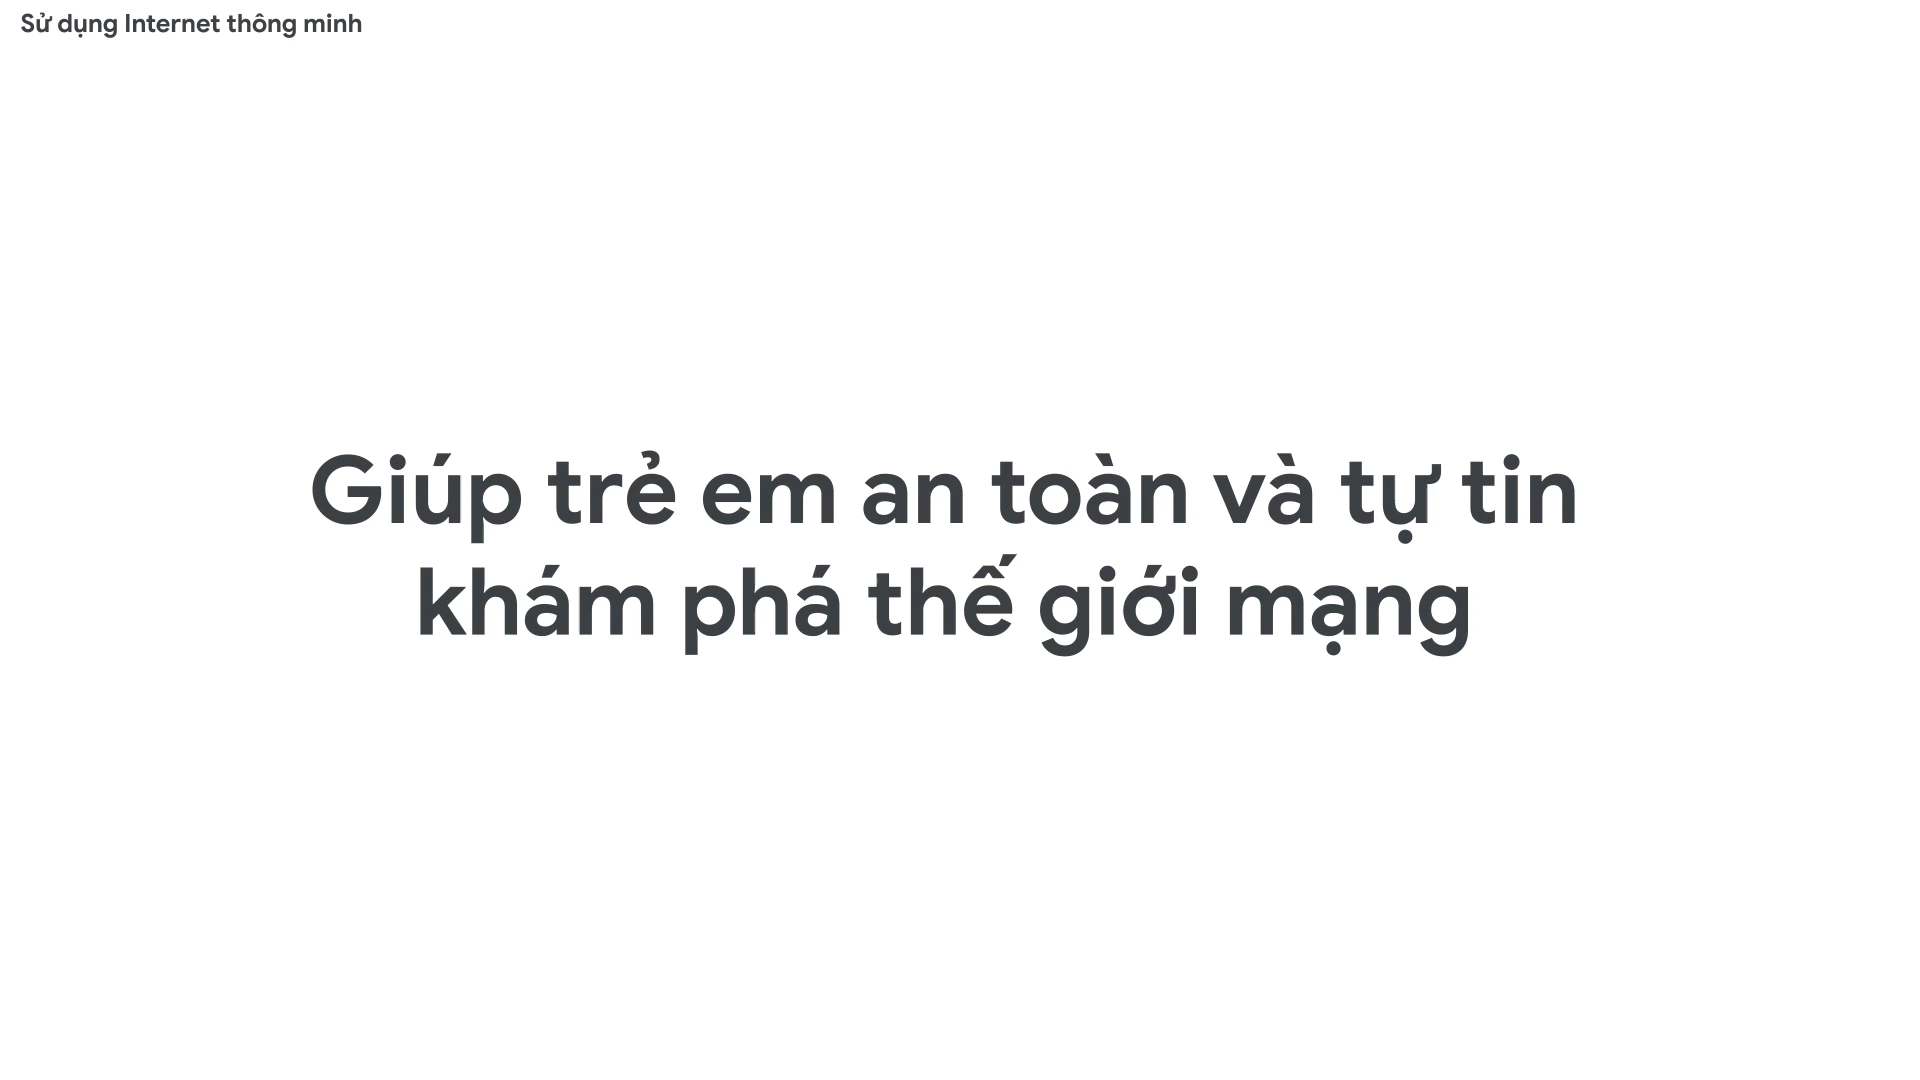 Sử dụng Internet thông minh
Giúp trẻ em an toàn và tự tin
khám phá thế giới mạng